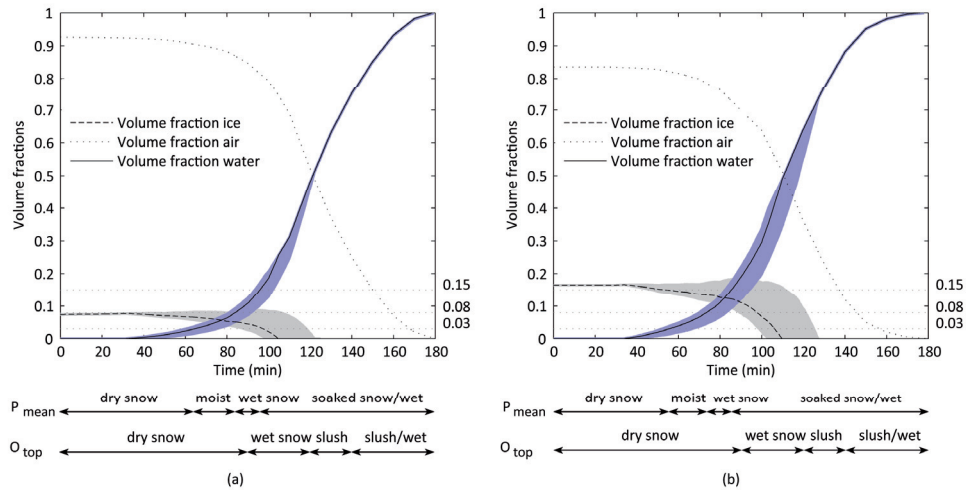 1
0.9
0.8
0.7
0.6
0.5
0.4
0.3
0.2
0.1
0
Volume fractions
Volume fraction ice
Volume fraction air
Volume fraction water
0.15
0.08
0.03
0 20 40 60 80 100 120 140 160 180
Time (min)
P mean dry snow moist wet snow soaked snow/wet
O top dry snow wet snow slush slush/wet
(a)
1
0.9
0.8
0.7
0.6
0.5
0.4
0.3
0.2
0.1
0
Volume fractions
Volume fraction ice
Volume fraction air
Volume fraction water
0.15
0.08
0.03
0 20 40 60 80 100 120 140 160 180
Time (min)
P mean dry snow moist wet snow soaked snow/wet
O top dry snow wet snow slush slush/wet
(b)